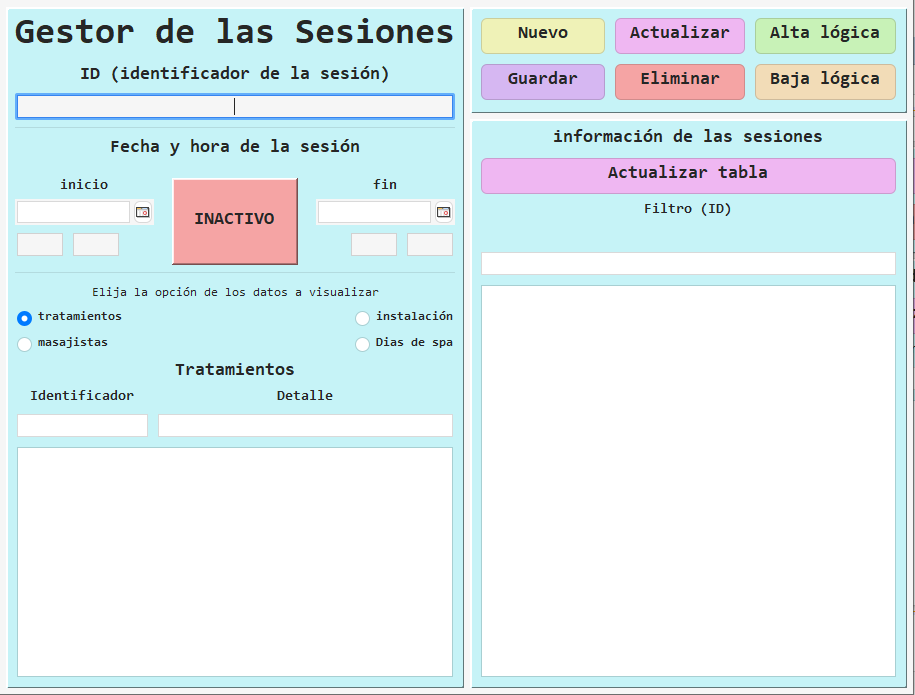 Gestor de las Sesiones
ID (identificador de la sesión)
Fecha y hora de la sesión
inicio
fin
INACTIVO
Elija la opción de los datos a visualizar
tratamientos
instalación
masajistas
Dias de spa
Tratamientos
Identificador
Detalle
Nuevo
Actualizar
Alta lógica
Guardar
Eliminar
Baja lógica
información de las sesiones
Actualizar tabla
Filtro (ID)